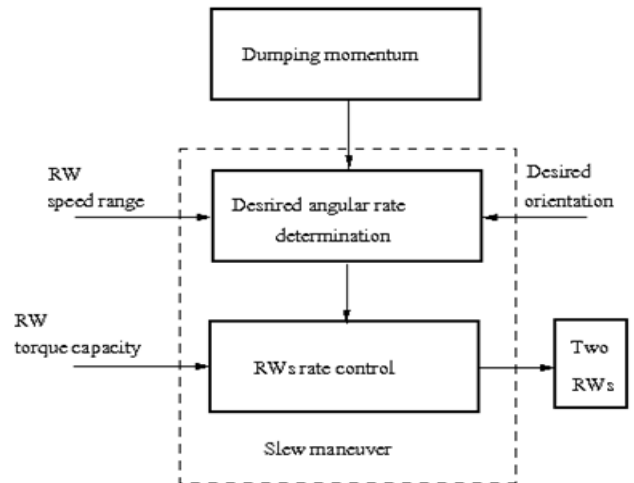 Dumping momentum
RW
speed range
Desrired angular rate
determination
Desired
orientation
RW
torque capacity
RWs rate control
Two
RWs
Slew maneuver